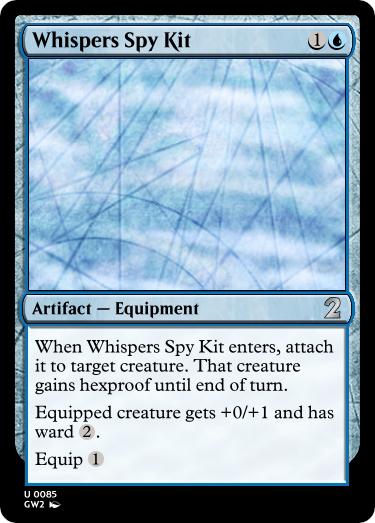 Whispers Spy Kit 1
Artifact — Equipment 2
When Whispers Spy Kit enters, attach
it to target creature. That creature
gains hexproof until end of turn.
Equipped creature gets +0/+1 and has
ward 2.
Equip 1
U 0085
GW2